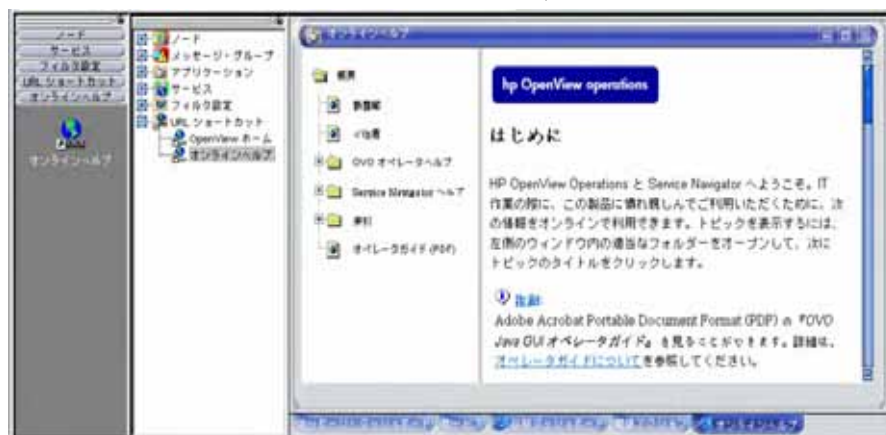 ノード
サービス
フィルタ設定
URL ショートカット
オンラインヘルプ
オンラインヘルプ
ノード
メッセージ・グループ
アプリケーション
サービス
フィルタ設定
URL ショートカット
OpenView ホーム
オンラインヘルプ
オンラインヘルプ
概要
OVO オペレータヘルプ
Service Navigator ヘルプ
索引
オペレータガイド (PDF)
hp OpenView operations
はじめに
HP OpenView Operations と Service Navigator へようこそ。IT
作業の際に、この製品に慣れ親しんでご利用いただくために、次
の情報をオンラインで利用できます。トピックを表示するには、
左側のウィンドウ内の適当なフォルダーをオープンして、次に
トピックのタイトルをクリックします。
Adobe Acrobat Portable Document Format (PDF) の『OVO
Java GUI オペレータガイド』 を見ることができます。詳細は、
オペレータガイドについてを参照してください。